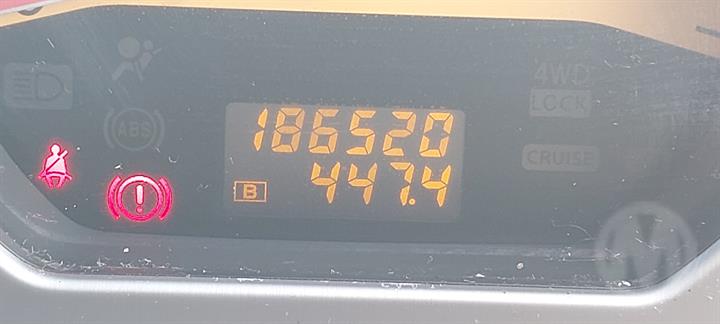 4WD
LOCK
ABS
186520
CRUISE
B 447.4
M